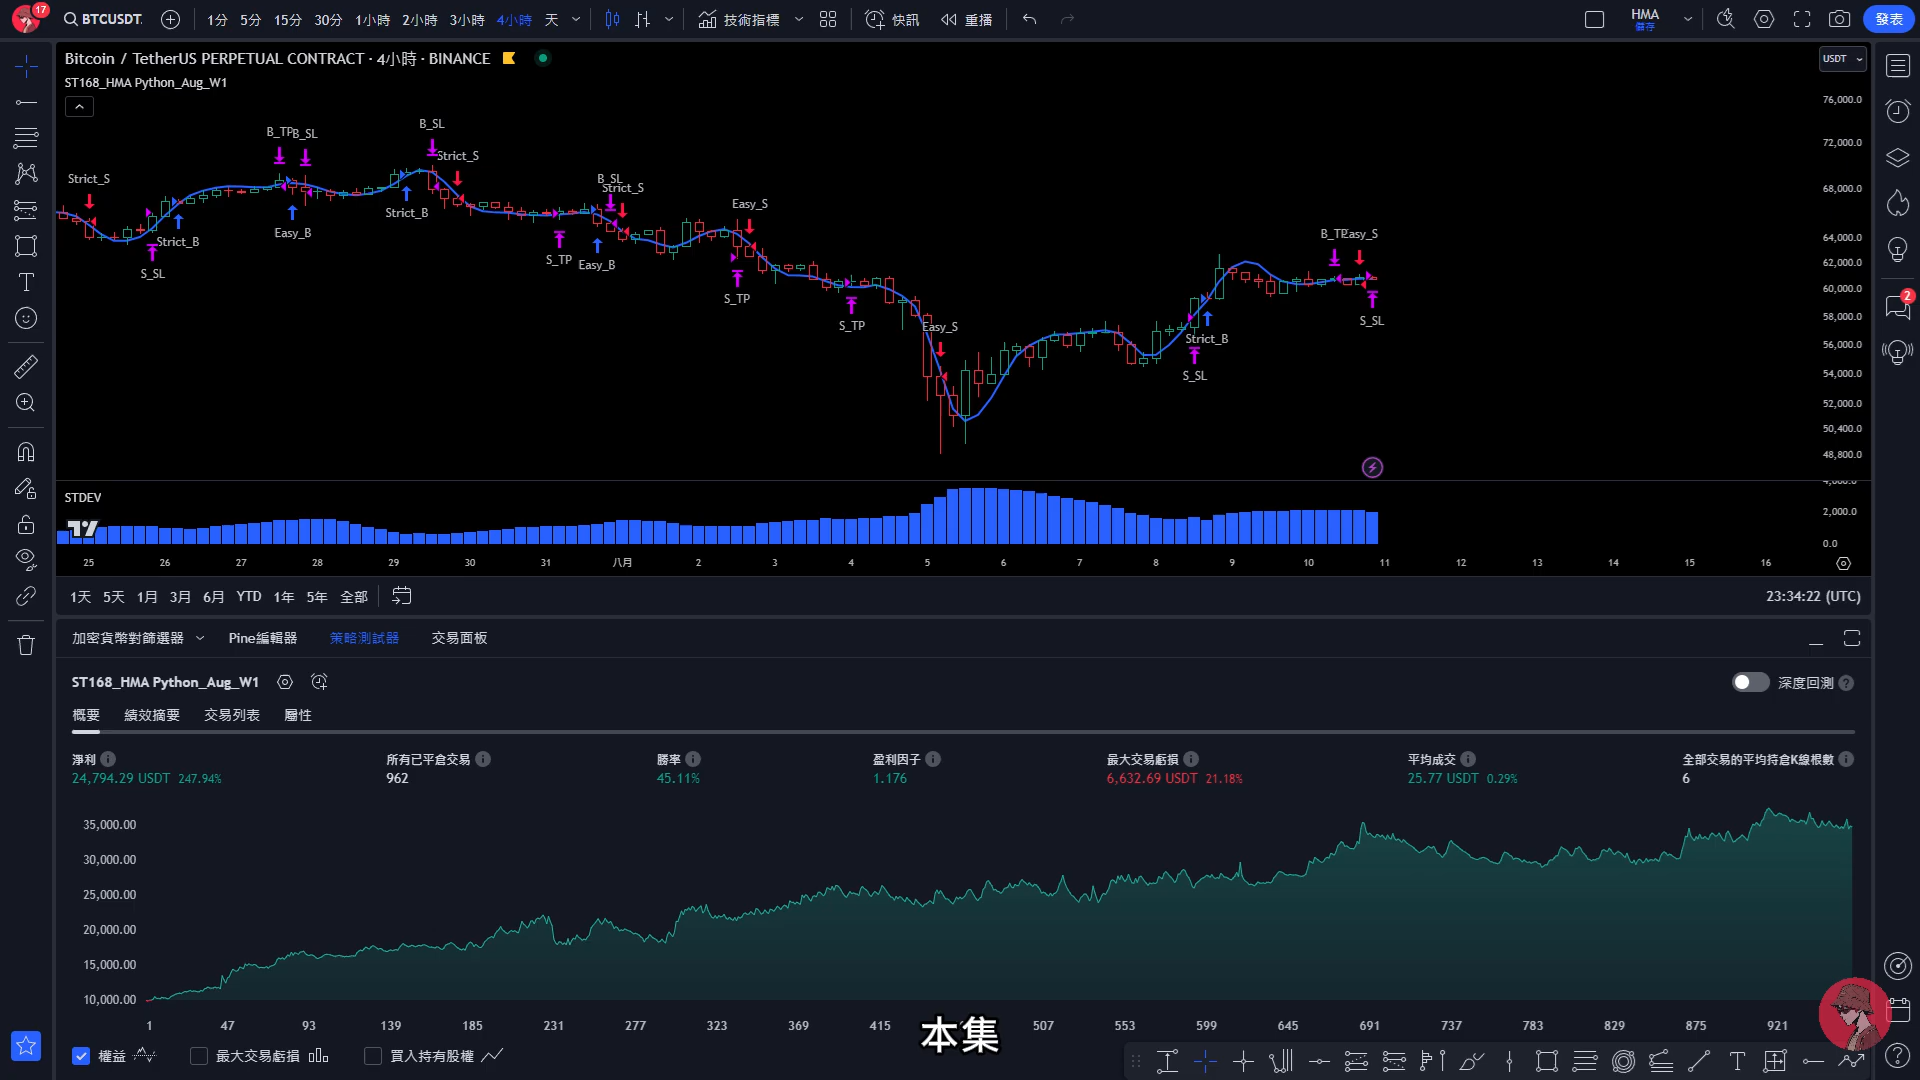 17 BTCUSDT 1分 5分 15分 30分 1小時 2小時 3小時 4小時 天 技術指標 快訊 重播 HMA 儲存 發表
Bitcoin / TetherUS PERPETUAL CONTRACT · 4小時 · BINANCE
USDT
ST168_HMA Python_Aug_W1
76,000.0
B_SL
B_TP B_SL
72,000.0
Strict_S
Strict_S
B_SL
68,000.0
Strict_S
Easy_S
Strict_B
Easy_B
B_TP Easy_S
64,000.0
Strict_B
S_SL
S_TP
Easy_B
62,000.0
60,000.0
S_TP
2
S_TP
Easy_S
S_SL
58,000.0
Strict_B
56,000.0
S_SL
54,000.0
52,000.0
50,400.0
48,800.0
4,000.0
STDEV
2,000.0
0.0
25 26 27 28 29 30 31 八月 2 3 4 5 6 7 8 9 10 11 12 13 14 15 16
1天 5天 1月 3月 6月 YTD 1年 5年 全部
23:34:22 (UTC)
加密貨幣對篩選器 Pine編輯器 策略測試器 交易面板
ST168_HMA Python_Aug_W1
深度回測
概要 績效摘要 交易列表 屬性
淨利 所有已平倉交易 勝率 盈利因子 最大交易虧損 平均成交 全部交易的平均持倉K線根數
24,794.29 USDT 247.94% 962 45.11% 1.176 6,632.69 USDT 21.18% 25.77 USDT 0.29% 6
35,000.00
30,000.00
25,000.00
20,000.00
15,000.00
10,000.00
1 47 93 139 185 231 277 323 369 415 507 553 599 645 691 737 783 829 875 921
本集
權益 最大交易虧損 買入持有股權